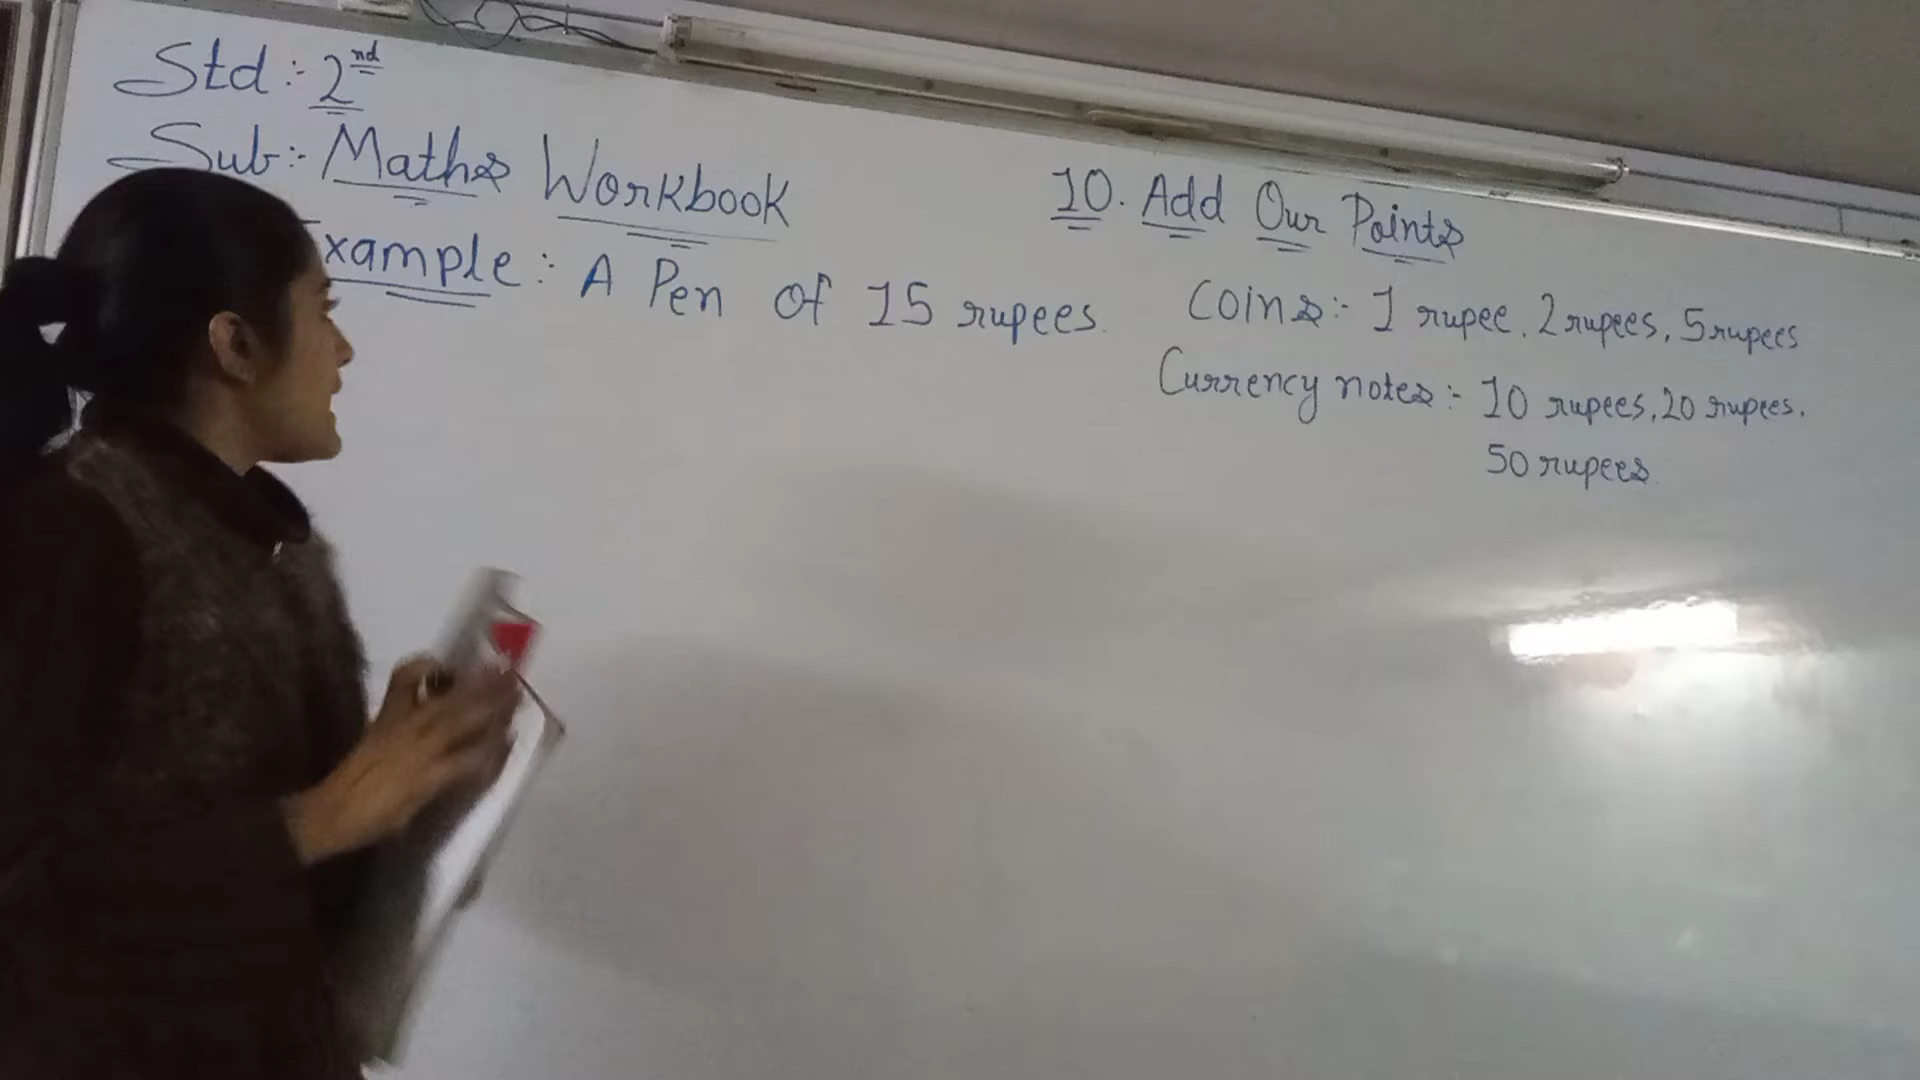 Std :- 2nd
Sub :- Maths Workbook
10. Add Our Points
xample :- A Pen of 15 rupees.
Coins :- 1 rupee, 2 rupees, 5 rupees
Currency notes :- 10 rupees, 20 rupees,
50 rupees.